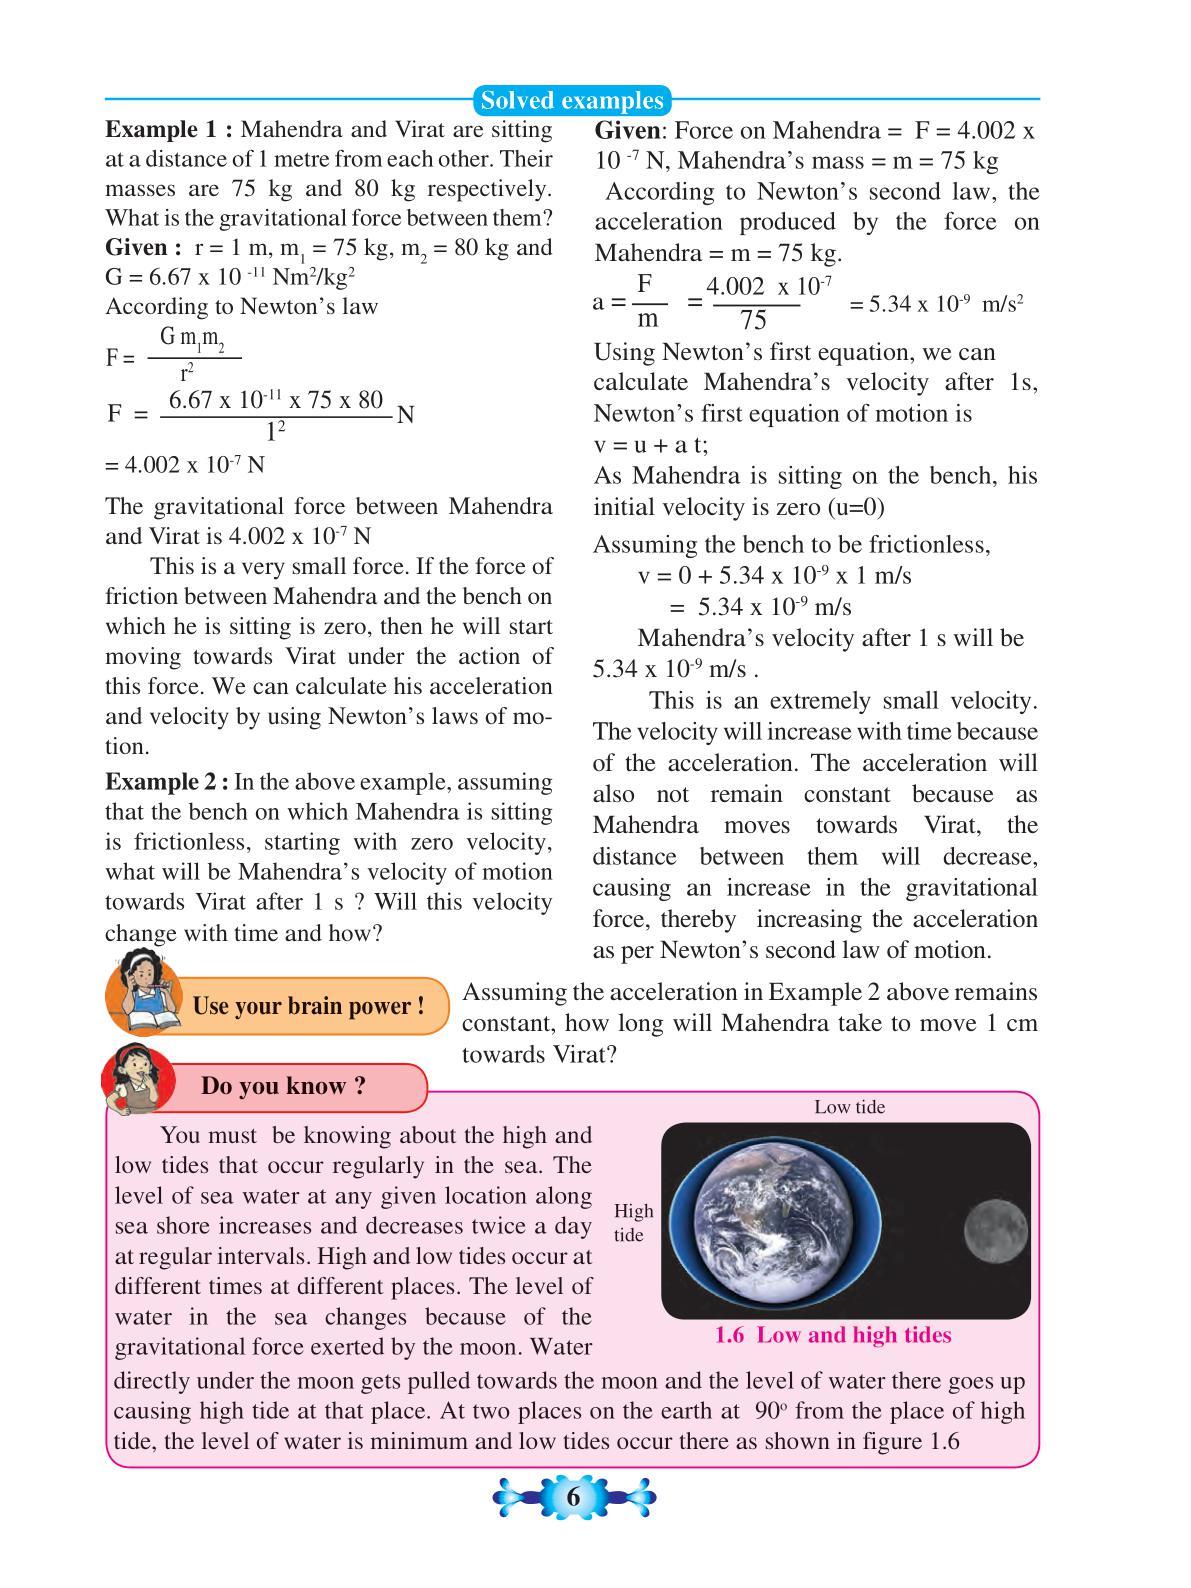 Solved examples
Example 1 : Mahendra and Virat are sitting
at a distance of 1 metre from each other. Their
masses are 75 kg and 80 kg respectively.
What is the gravitational force between them?
Given : r = 1 m, m₁ = 75 kg, m₂ = 80 kg and
G = 6.67 x 10 ⁻¹¹ Nm²/kg²
According to Newton’s law
F = G m₁m₂ / r²
F = 6.67 x 10⁻¹¹ x 75 x 80 / 1² N
= 4.002 x 10⁻⁷ N
The gravitational force between Mahendra
and Virat is 4.002 x 10⁻⁷ N
This is a very small force. If the force of
friction between Mahendra and the bench on
which he is sitting is zero, then he will start
moving towards Virat under the action of
this force. We can calculate his acceleration
and velocity by using Newton’s laws of mo-
tion.
Example 2 : In the above example, assuming
that the bench on which Mahendra is sitting
is frictionless, starting with zero velocity,
what will be Mahendra’s velocity of motion
towards Virat after 1 s ? Will this velocity
change with time and how?
Given: Force on Mahendra = F = 4.002 x
10 ⁻⁷ N, Mahendra’s mass = m = 75 kg
According to Newton’s second law, the
acceleration produced by the force on
Mahendra = m = 75 kg.
a = F / m = 4.002 x 10⁻⁷ / 75 = 5.34 x 10⁻⁹ m/s²
Using Newton’s first equation, we can
calculate Mahendra’s velocity after 1s,
Newton’s first equation of motion is
v = u + a t;
As Mahendra is sitting on the bench, his
initial velocity is zero (u=0)
Assuming the bench to be frictionless,
v = 0 + 5.34 x 10⁻⁹ x 1 m/s
= 5.34 x 10⁻⁹ m/s
Mahendra’s velocity after 1 s will be
5.34 x 10⁻⁹ m/s .
This is an extremely small velocity.
The velocity will increase with time because
of the acceleration. The acceleration will
also not remain constant because as
Mahendra moves towards Virat, the
distance between them will decrease,
causing an increase in the gravitational
force, thereby increasing the acceleration
as per Newton’s second law of motion.
Use your brain power !
Assuming the acceleration in Example 2 above remains
constant, how long will Mahendra take to move 1 cm
towards Virat?
Do you know ?
You must be knowing about the high and
low tides that occur regularly in the sea. The
level of sea water at any given location along
sea shore increases and decreases twice a day
at regular intervals. High and low tides occur at
different times at different places. The level of
water in the sea changes because of the
gravitational force exerted by the moon. Water
directly under the moon gets pulled towards the moon and the level of water there goes up
causing high tide at that place. At two places on the earth at 90º from the place of high
tide, the level of water is minimum and low tides occur there as shown in figure 1.6
Low tide
High
tide
1.6 Low and high tides
6